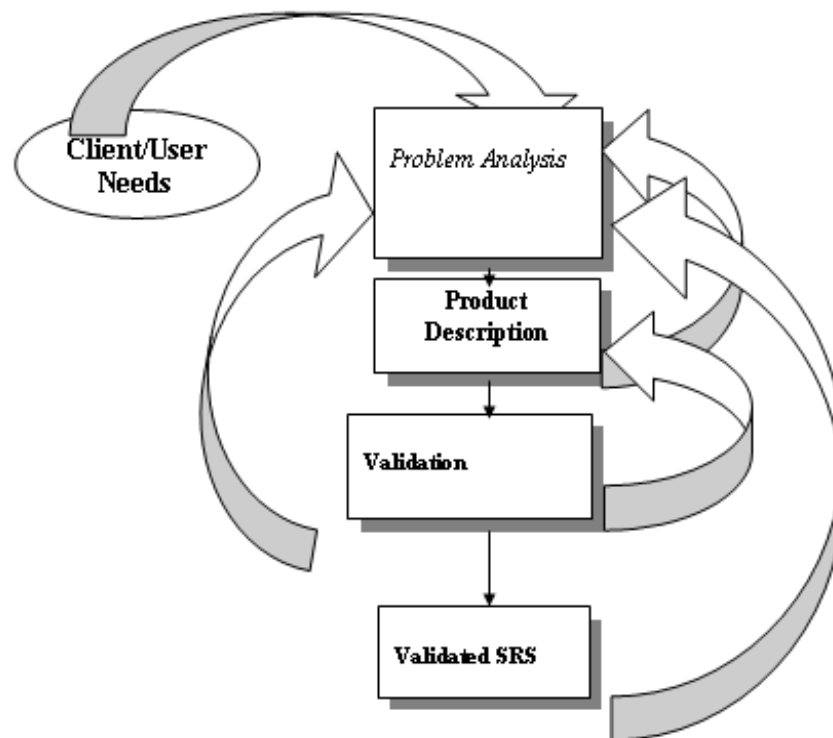 Client/User
Needs
Problem Analysis
Product
Description
Validation
Validated SRS